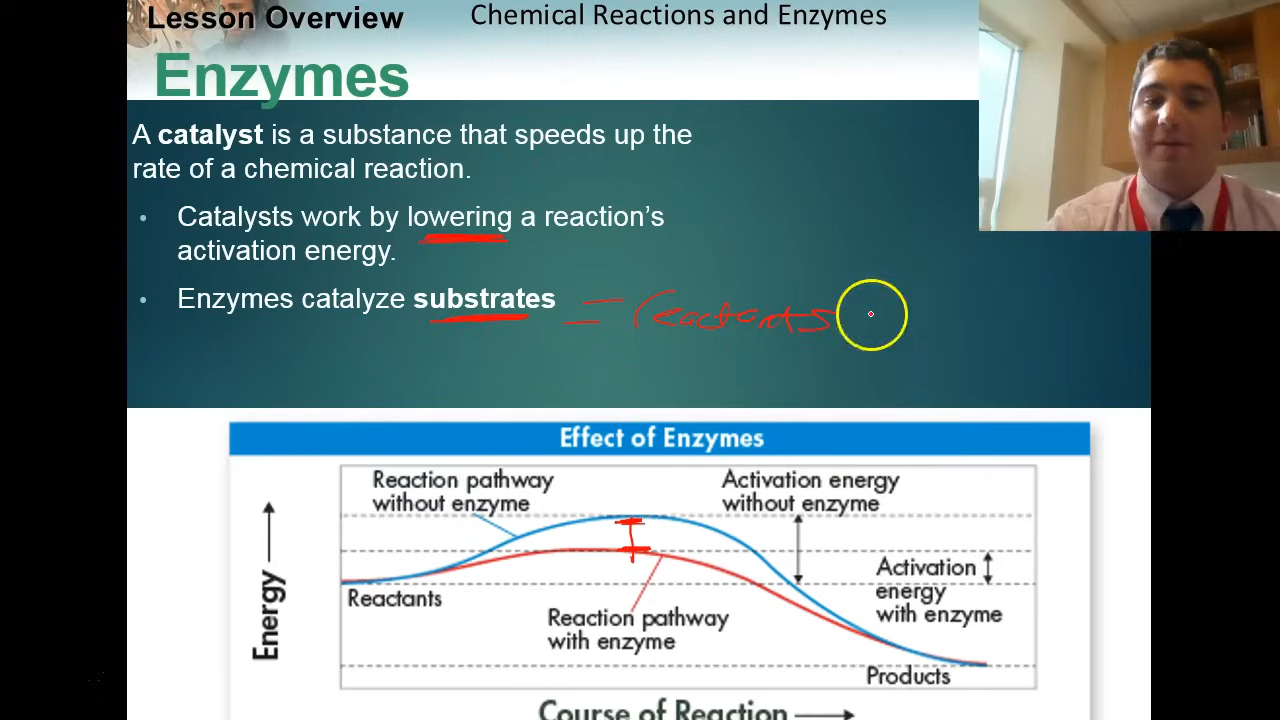 Lesson Overview
Chemical Reactions and Enzymes
Enzymes
A catalyst is a substance that speeds up the
rate of a chemical reaction.
• Catalysts work by lowering a reaction’s
activation energy.
• Enzymes catalyze substrates = reactants
Effect of Enzymes
Reaction pathway
without enzyme
Activation energy
without enzyme
Activation
energy
with enzyme
Reactants
Reaction pathway
with enzyme
Products
Energy
Course of Reaction